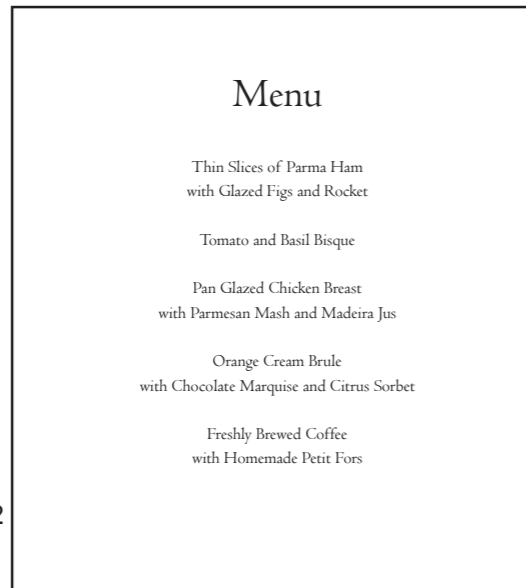 Menu
Thin Slices of Parma Ham
with Glazed Figs and Rocket
Tomato and Basil Bisque
Pan Glazed Chicken Breast
with Parmesan Mash and Madeira Jus
Orange Cream Brule
with Chocolate Marquise and Citrus Sorbet
Freshly Brewed Coffee
with Homemade Petit Fors
2